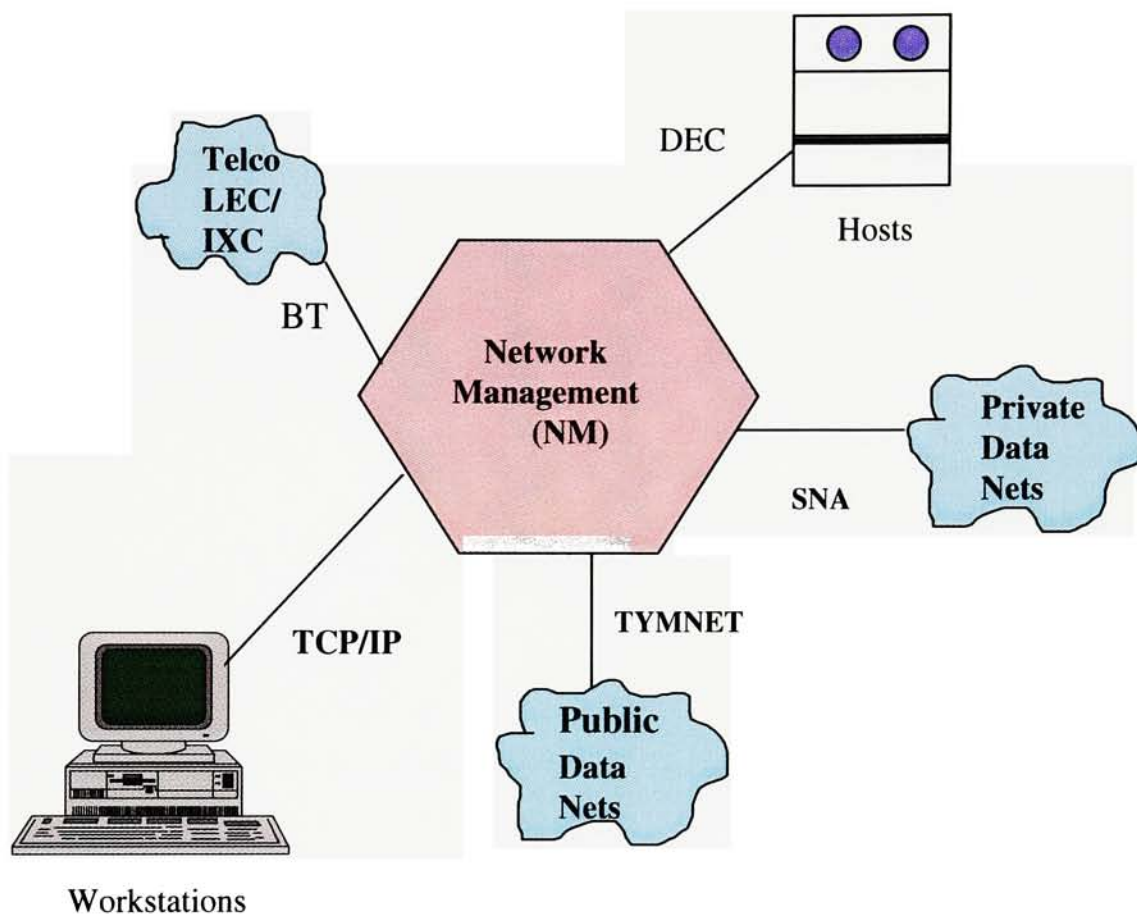 DEC
Telco
LEC/
IXC
Hosts
BT
Network
Management
(NM)
Private
Data
Nets
SNA
TYMNET
TCP/IP
Public
Data
Nets
Workstations